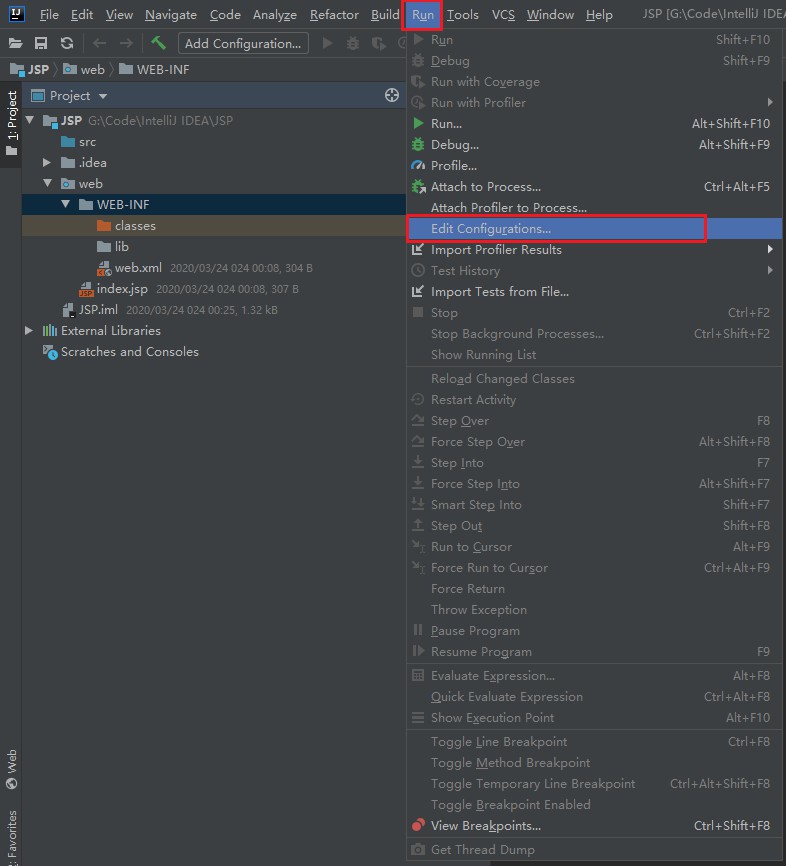 IJ File Edit View Navigate Code Analyze Refactor Build Run Tools VCS Window Help JSP [G:\Code\IntelliJ IDEA
Add Configuration...
JSP web WEB-INF
Project
1: Project
JSP G:\Code\IntelliJ IDEA\JSP
src
.idea
web
WEB-INF
classes
lib
web.xml 2020/03/24 024 00:08, 304 B
index.jsp 2020/03/24 024 00:08, 307 B
JSP.iml 2020/03/24 024 00:25, 1.32 kB
External Libraries
Scratches and Consoles
Web
Favorites
Run Shift+F10
Debug Shift+F9
Run with Coverage
Run with Profiler
Run... Alt+Shift+F10
Debug... Alt+Shift+F9
Profile...
Attach to Process... Ctrl+Alt+F5
Attach Profiler to Process...
Edit Configurations...
Import Profiler Results
Test History
Import Tests from File...
Stop Ctrl+F2
Stop Background Processes... Ctrl+Shift+F2
Show Running List
Reload Changed Classes
Restart Activity
Step Over F8
Force Step Over Alt+Shift+F8
Step Into F7
Force Step Into Alt+Shift+F7
Smart Step Into Shift+F7
Step Out Shift+F8
Run to Cursor Alt+F9
Force Run to Cursor Ctrl+Alt+F9
Force Return
Throw Exception
Pause Program
Resume Program F9
Evaluate Expression... Alt+F8
Quick Evaluate Expression Ctrl+Alt+F8
Show Execution Point Alt+F10
Toggle Line Breakpoint Ctrl+F8
Toggle Method Breakpoint
Toggle Temporary Line Breakpoint Ctrl+Alt+Shift+F8
Toggle Breakpoint Enabled
View Breakpoints... Ctrl+Shift+F8
Get Thread Dump